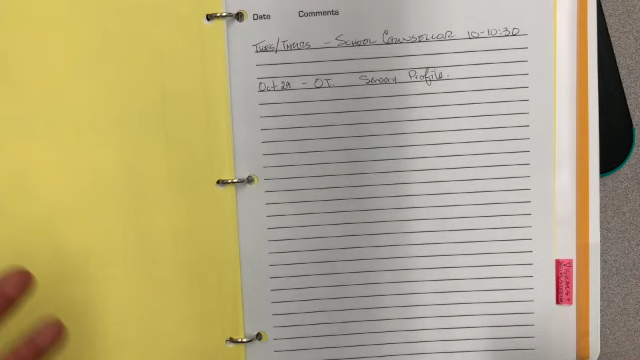 Date Comments
Tues/Thurs - School Counsellor 10-10:30
Oct 29 - O.T. Sensory Profile.